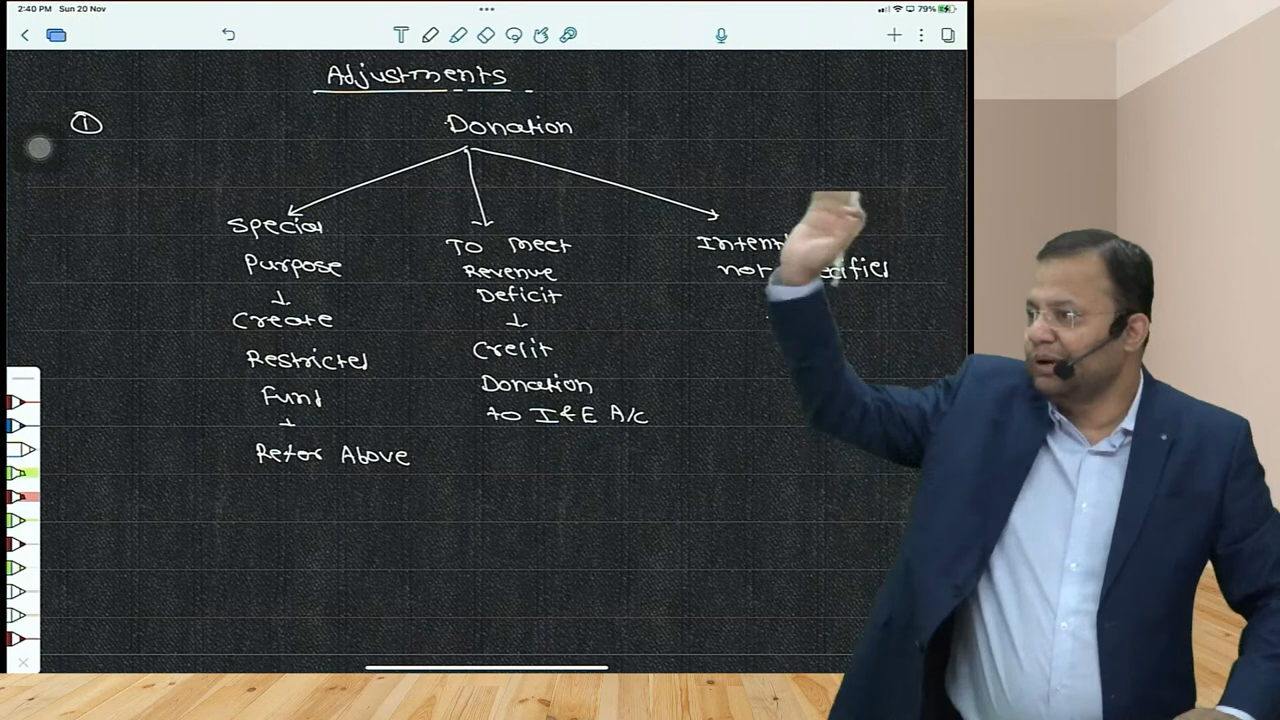 2:40 PM Sun 20 Nov
79%
Adjustments
①
Donation
Special
Purpose
Create
Restricted
Fund
Refer Above
To meet
Revenue
Deficit
Credit
Donation
to I&E A/C
not